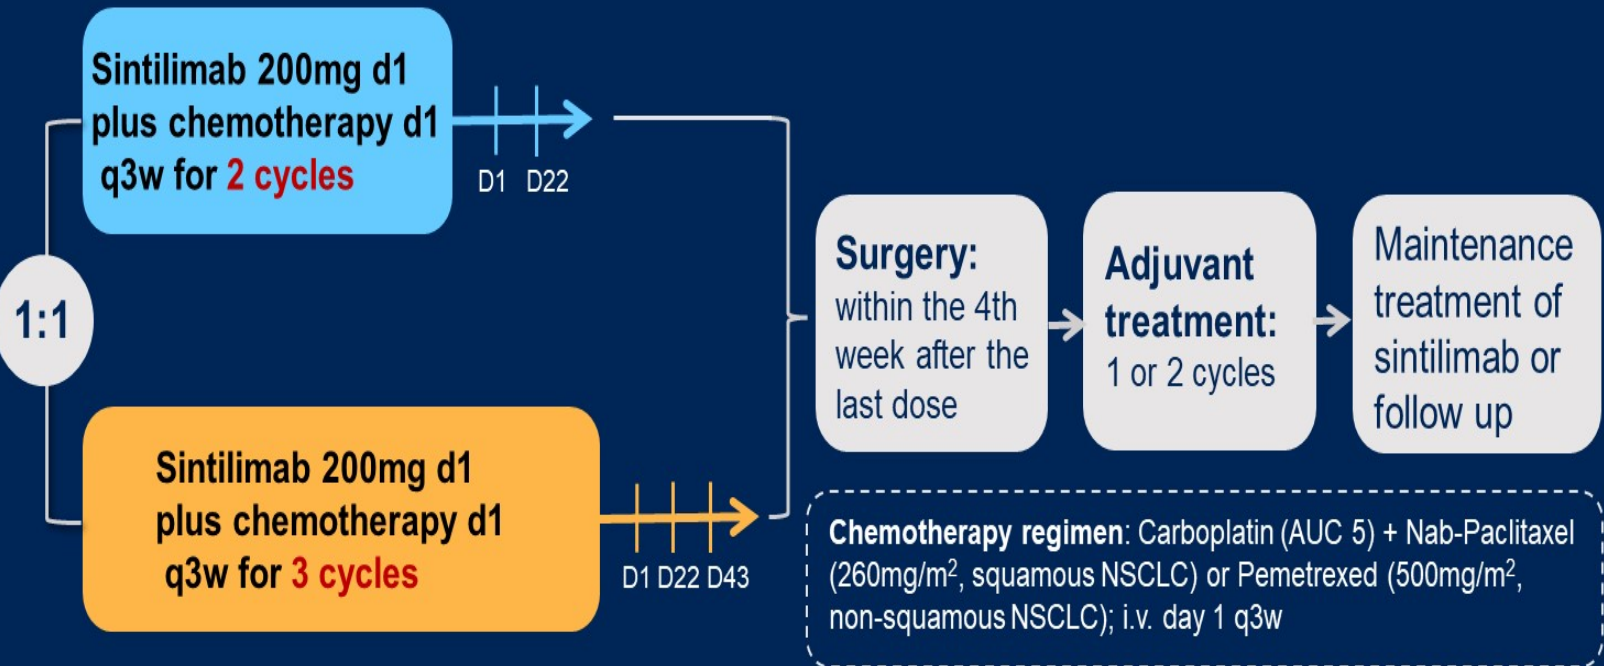 1:1
Sintilimab 200mg d1
plus chemotherapy d1
q3w for 2 cycles
D1 D22
Sintilimab 200mg d1
plus chemotherapy d1
q3w for 3 cycles
D1 D22 D43
Surgery:
within the 4th
week after the
last dose
Adjuvant
treatment:
1 or 2 cycles
Maintenance
treatment of
sintilimab or
follow up
Chemotherapy regimen: Carboplatin (AUC 5) + Nab-Paclitaxel
(260mg/m², squamous NSCLC) or Pemetrexed (500mg/m²,
non-squamous NSCLC); i.v. day 1 q3w